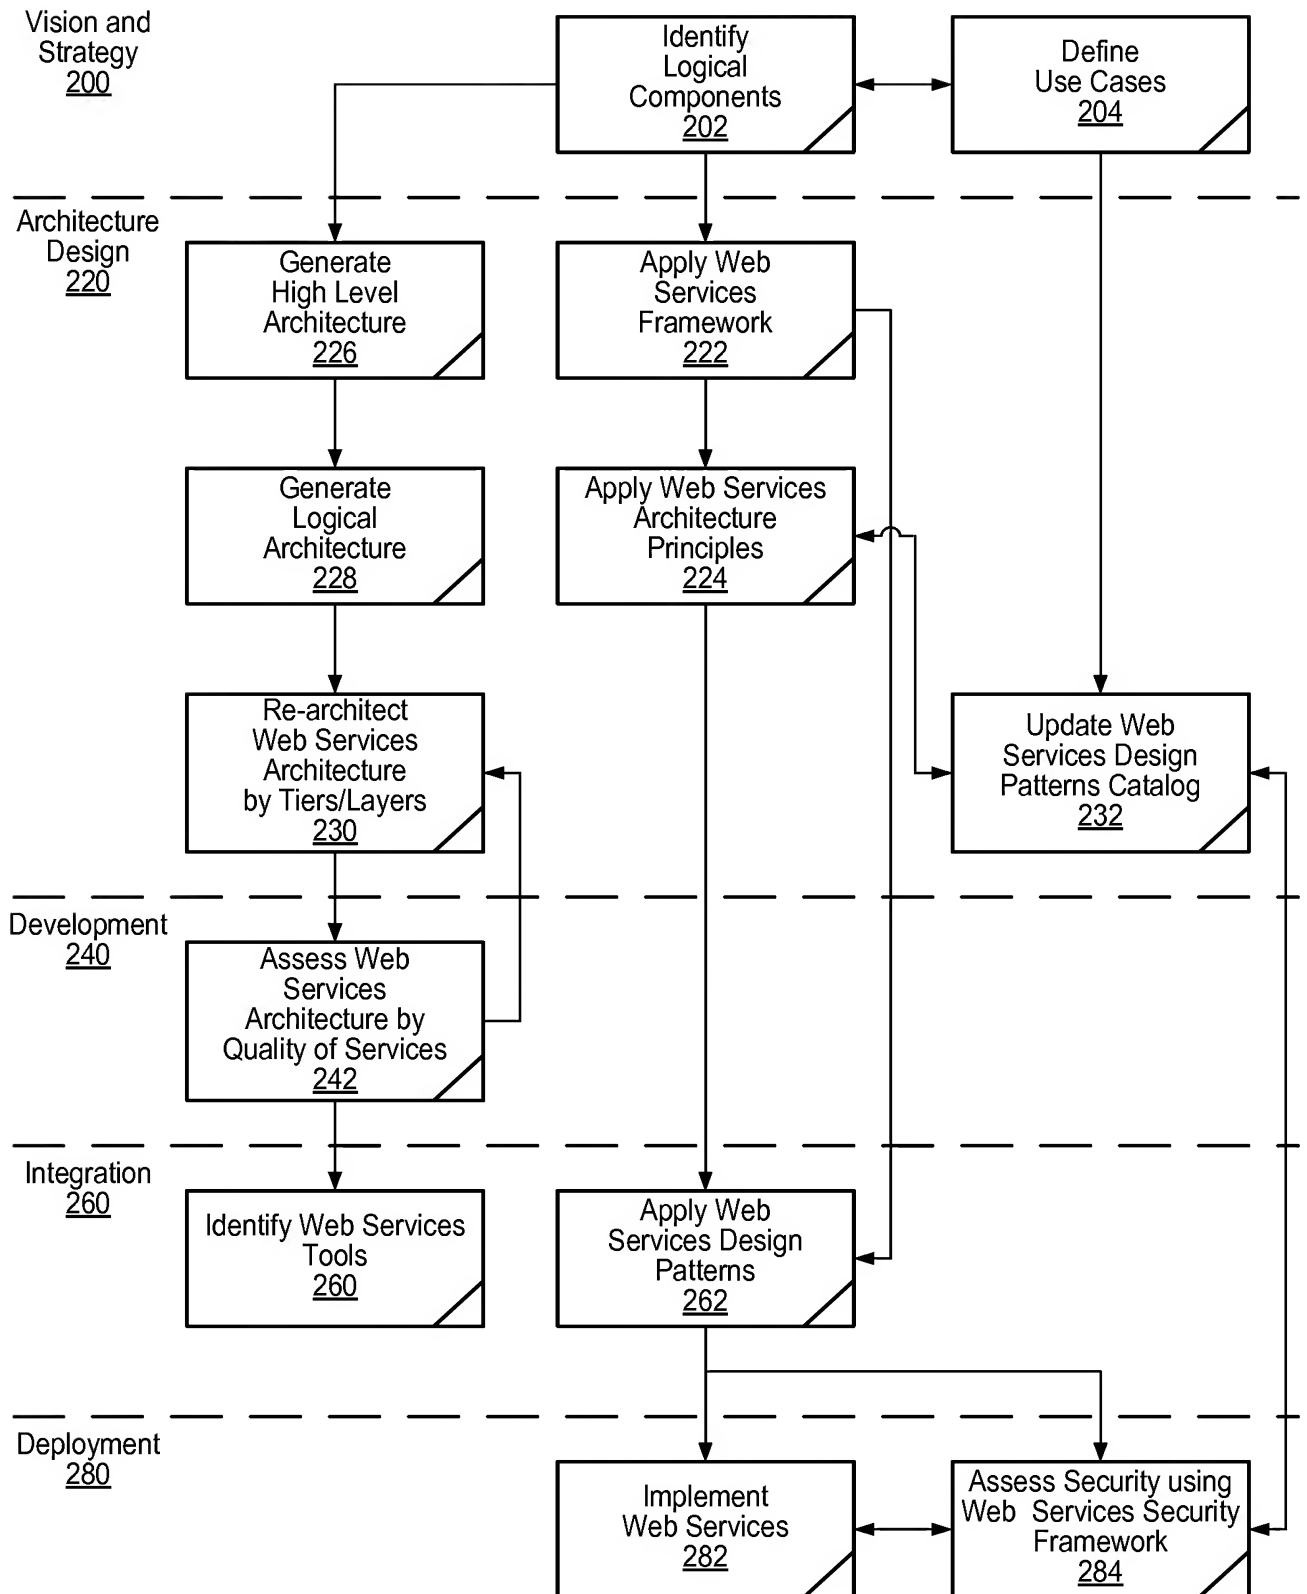 Vision and
Strategy
200
Identify
Logical
Components
202
Define
Use Cases
204
Architecture
Design
220
Generate
High Level
Architecture
226
Apply Web
Services
Framework
222
Generate
Logical
Architecture
228
Apply Web Services
Architecture
Principles
224
Re-architect
Web Services
Architecture
by Tiers/Layers
230
Update Web
Services Design
Patterns Catalog
232
Development
240
Assess Web
Services
Architecture by
Quality of Services
242
Integration
260
Identify Web Services
Tools
260
Apply Web
Services Design
Patterns
262
Deployment
280
Implement
Web Services
282
Assess Security using
Web Services Security
Framework
284